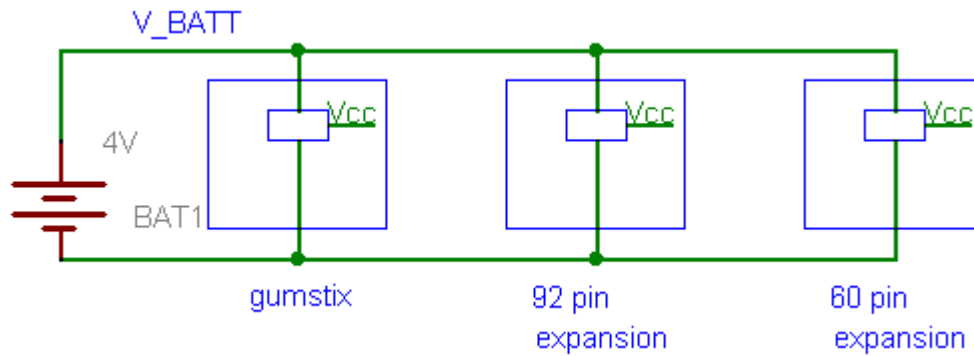 V_BATT
Vcc
Vcc
Vcc
4V
BAT1
gumstix
92 pin
expansion
60 pin
expansion